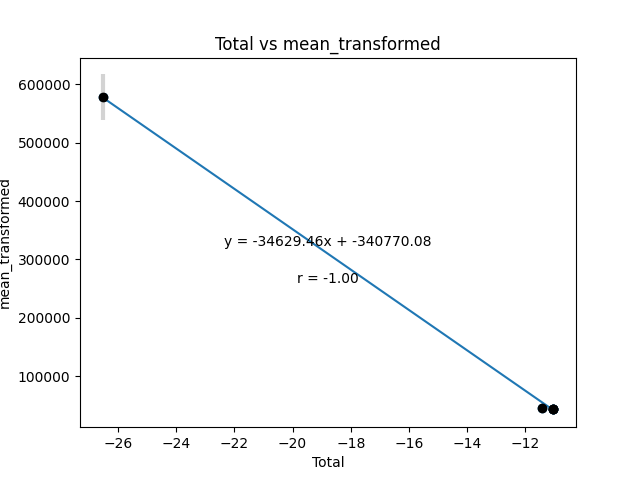 Total vs mean_transformed
600000
500000
400000
300000
200000
100000
mean_transformed
y = -34629.46x + -340770.08
r = -1.00
−26 −24 −22 −20 −18 −16 −14 −12
Total